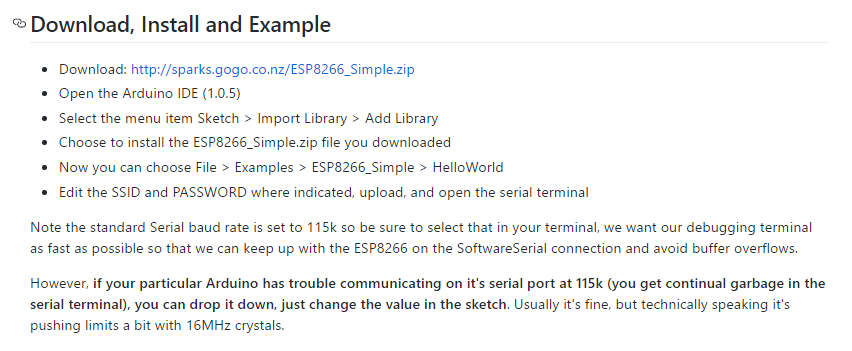 Download, Install and Example
• Download: http://sparks.gogo.co.nz/ESP8266_Simple.zip
• Open the Arduino IDE (1.0.5)
• Select the menu item Sketch > Import Library > Add Library
• Choose to install the ESP8266_Simple.zip file you downloaded
• Now you can choose File > Examples > ESP8266_Simple > HelloWorld
• Edit the SSID and PASSWORD where indicated, upload, and open the serial terminal
Note the standard Serial baud rate is set to 115k so be sure to select that in your terminal, we want our debugging terminal
as fast as possible so that we can keep up with the ESP8266 on the SoftwareSerial connection and avoid buffer overflows.
However, if your particular Arduino has trouble communicating on it's serial port at 115k (you get continual garbage in the
serial terminal), you can drop it down, just change the value in the sketch. Usually it's fine, but technically speaking it's
pushing limits a bit with 16MHz crystals.